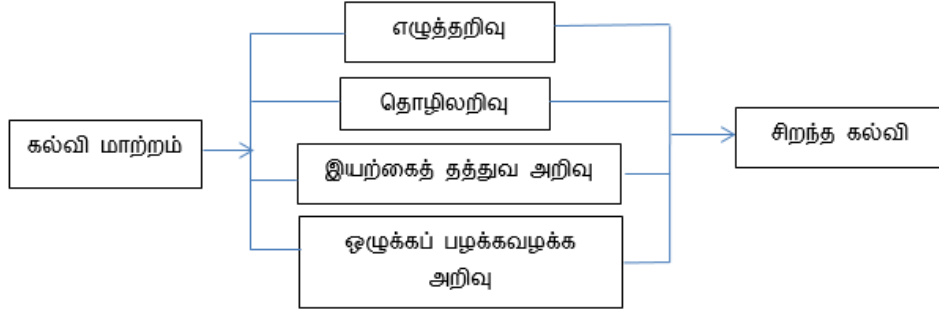 எழுத்தறிவு
தொழிலறிவு
கல்வி மாற்றம்
சிறந்த கல்வி
இயற்கைத் தத்துவ அறிவு
ஒழுக்கப் பழக்கவழக்க
அறிவு